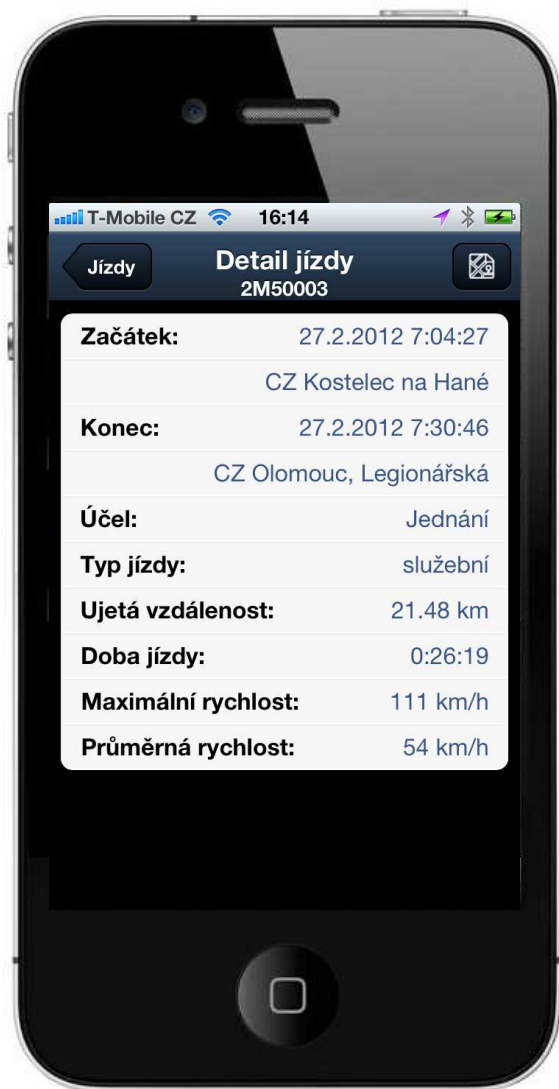 T-Mobile CZ 16:14
Jízdy Detail jízdy
2M50003
Začátek: 27.2.2012 7:04:27
CZ Kostelec na Hané
Konec: 27.2.2012 7:30:46
CZ Olomouc, Legionářská
Účel: Jednání
Typ jízdy: služební
Ujetá vzdálenost: 21.48 km
Doba jízdy: 0:26:19
Maximální rychlost: 111 km/h
Průměrná rychlost: 54 km/h